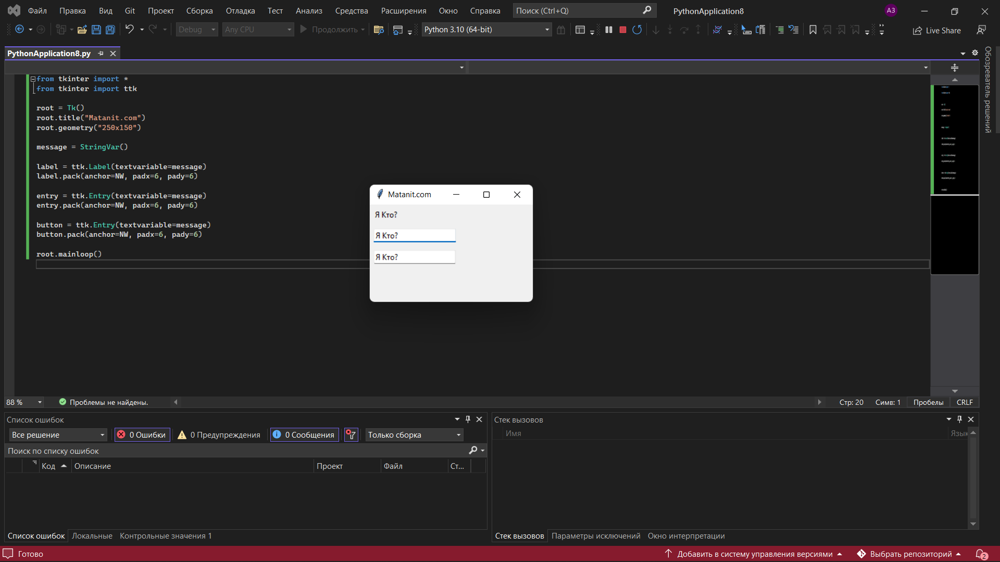 Файл Правка Вид Git Проект Сборка Отладка Тест Анализ Средства Расширения Окно Справка Поиск (Ctrl+Q) PythonApplication8 АЗ
Debug Any CPU Продолжить Python 3.10 (64-bit) Live Share
PythonApplication8.py
Обозреватель решений
from tkinter import *
from tkinter import ttk
root = Tk()
root.title("Matanit.com")
root.geometry("250x150")
message = StringVar()
label = ttk.Label(textvariable=message)
label.pack(anchor=NW, padx=6, pady=6)
entry = ttk.Entry(textvariable=message)
entry.pack(anchor=NW, padx=6, pady=6)
button = ttk.Entry(textvariable=message)
button.pack(anchor=NW, padx=6, pady=6)
root.mainloop()
Matanit.com
Я Кто?
Я Кто?
Я Кто?
88 % Проблемы не найдены. Стр: 20 Симв: 1 Пробелы CRLF
Список ошибок
Все решение 0 Ошибки 0 Предупреждения 0 Сообщения Только сборка
Поиск по списку ошибок
Код Описание Проект Файл Ст...
Список ошибок Локальные Контрольные значения 1
Стек вызовов
Имя Язык
Стек вызовов Параметры исключений Окно интерпретации
Готово Добавить в систему управления версиями Выбрать репозиторий 2